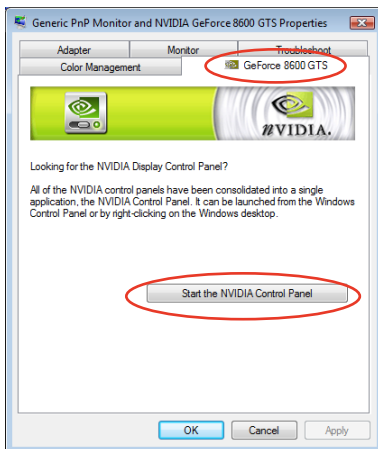 Generic PnP Monitor and NVIDIA GeForce 8600 GTS Properties
Adapter
Monitor
Troubleshoot
Color Management
GeForce 8600 GTS
NVIDIA.
Looking for the NVIDIA Display Control Panel?
All of the NVIDIA control panels have been consolidated into a single
application, the NVIDIA Control Panel. It can be launched from the Windows
Control Panel or by right-clicking on the Windows desktop.
Start the NVIDIA Control Panel
OK
Cancel
Apply